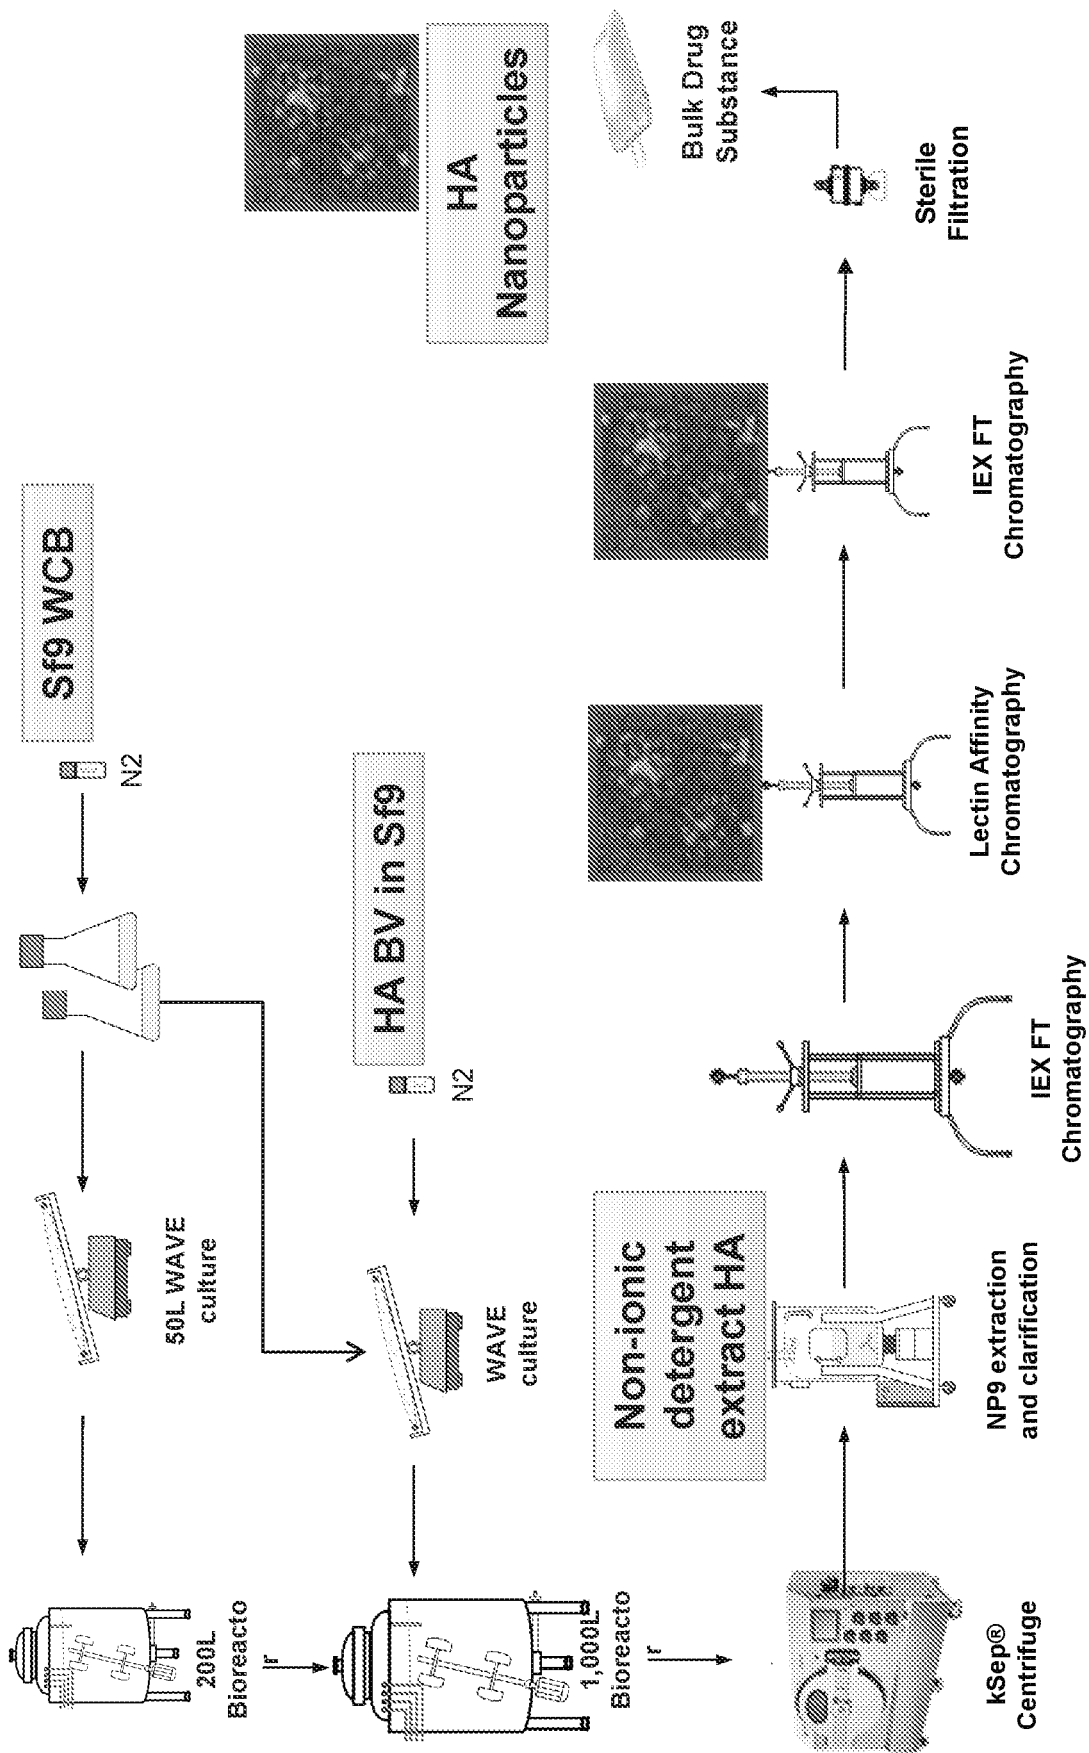 Sf9 WCB
N2
50L WAVE
culture
200L
Bioreacto
r
HA BV in Sf9
N2
WAVE
culture
1,000L
Bioreacto
r
kSep®
Centrifuge
Non-ionic
detergent
extract HA
NP9 extraction
and clarification
IEX FT
Chromatography
Lectin Affinity
Chromatography
IEX FT
Chromatography
Sterile
Filtration
Bulk Drug
Substance
HA
Nanoparticles